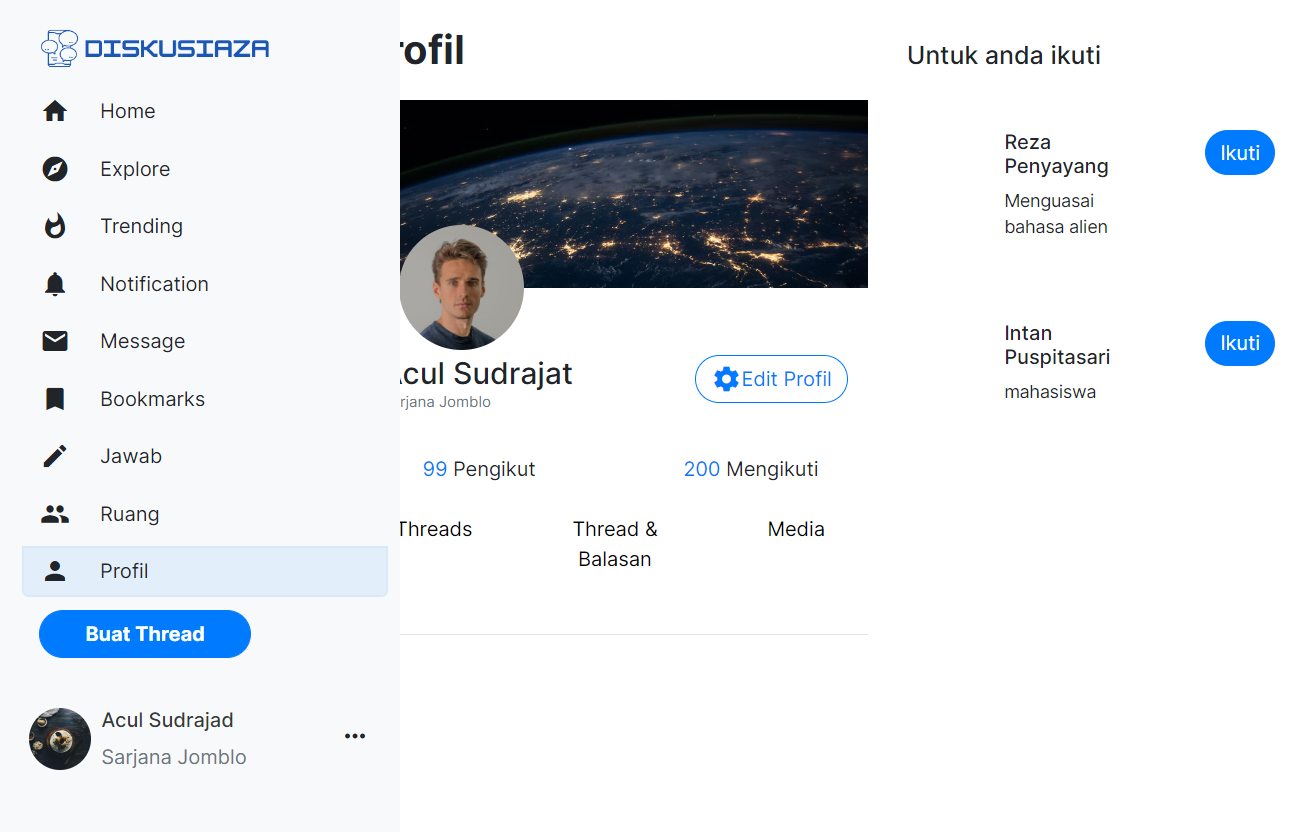 DISKUSIAZA
Home
Explore
Trending
Notification
Message
Bookmarks
Jawab
Ruang
Profil
Buat Thread
Acul Sudrajad
Sarjana Jomblo
rofil
Acul Sudrajat
rjana Jomblo
Edit Profil
99 Pengikut
200 Mengikuti
Threads
Thread &
Balasan
Media
Untuk anda ikuti
Reza
Penyayang
Menguasai
bahasa alien
Ikuti
Intan
Puspitasari
mahasiswa
Ikuti